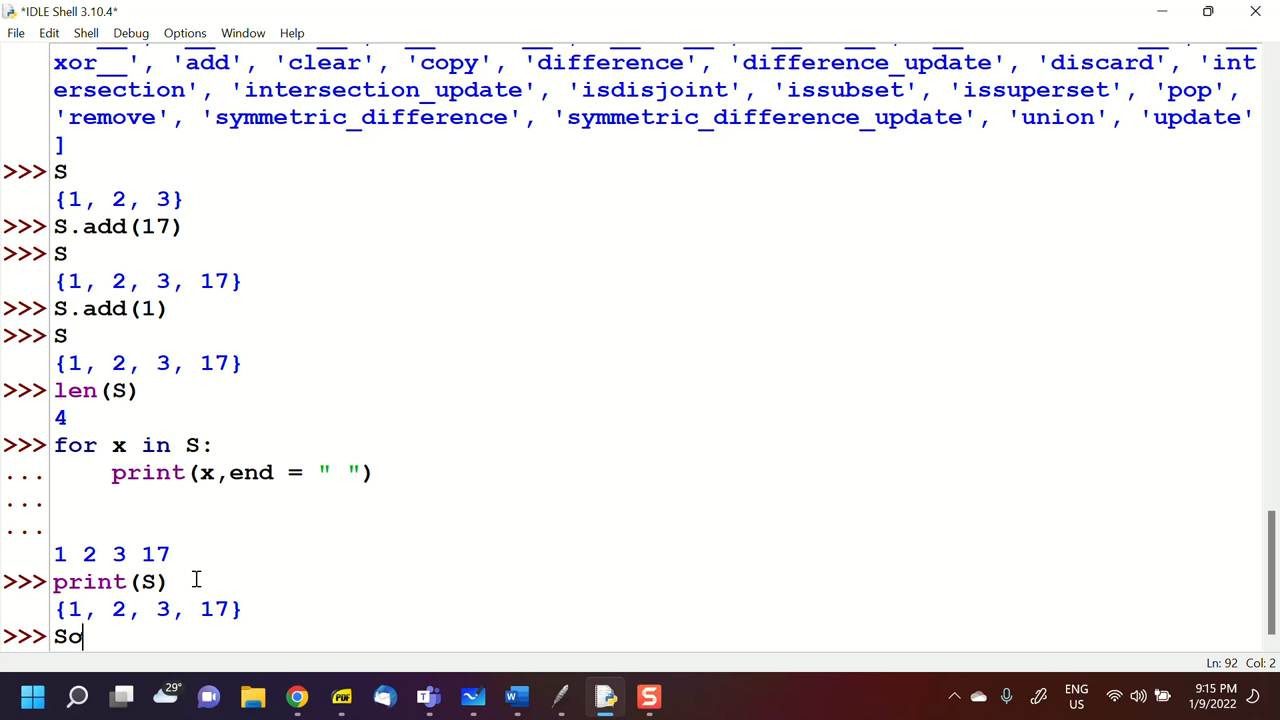 *IDLE Shell 3.10.4*
File Edit Shell Debug Options Window Help
xor__', 'add', 'clear', 'copy', 'difference', 'difference_update', 'discard', 'int
ersection', 'intersection_update', 'isdisjoint', 'issubset', 'issuperset', 'pop',
'remove', 'symmetric_difference', 'symmetric_difference_update', 'union', 'update'
]
>>> S
{1, 2, 3}
>>> S.add(17)
>>> S
{1, 2, 3, 17}
>>> S.add(1)
>>> S
{1, 2, 3, 17}
>>> len(S)
4
>>> for x in S:
...     print(x,end = " ")
...
...
1 2 3 17
>>> print(S)
{1, 2, 3, 17}
>>> So
Ln: 92 Col: 2
29°
PDF
ENG
US
9:15 PM
1/9/2022